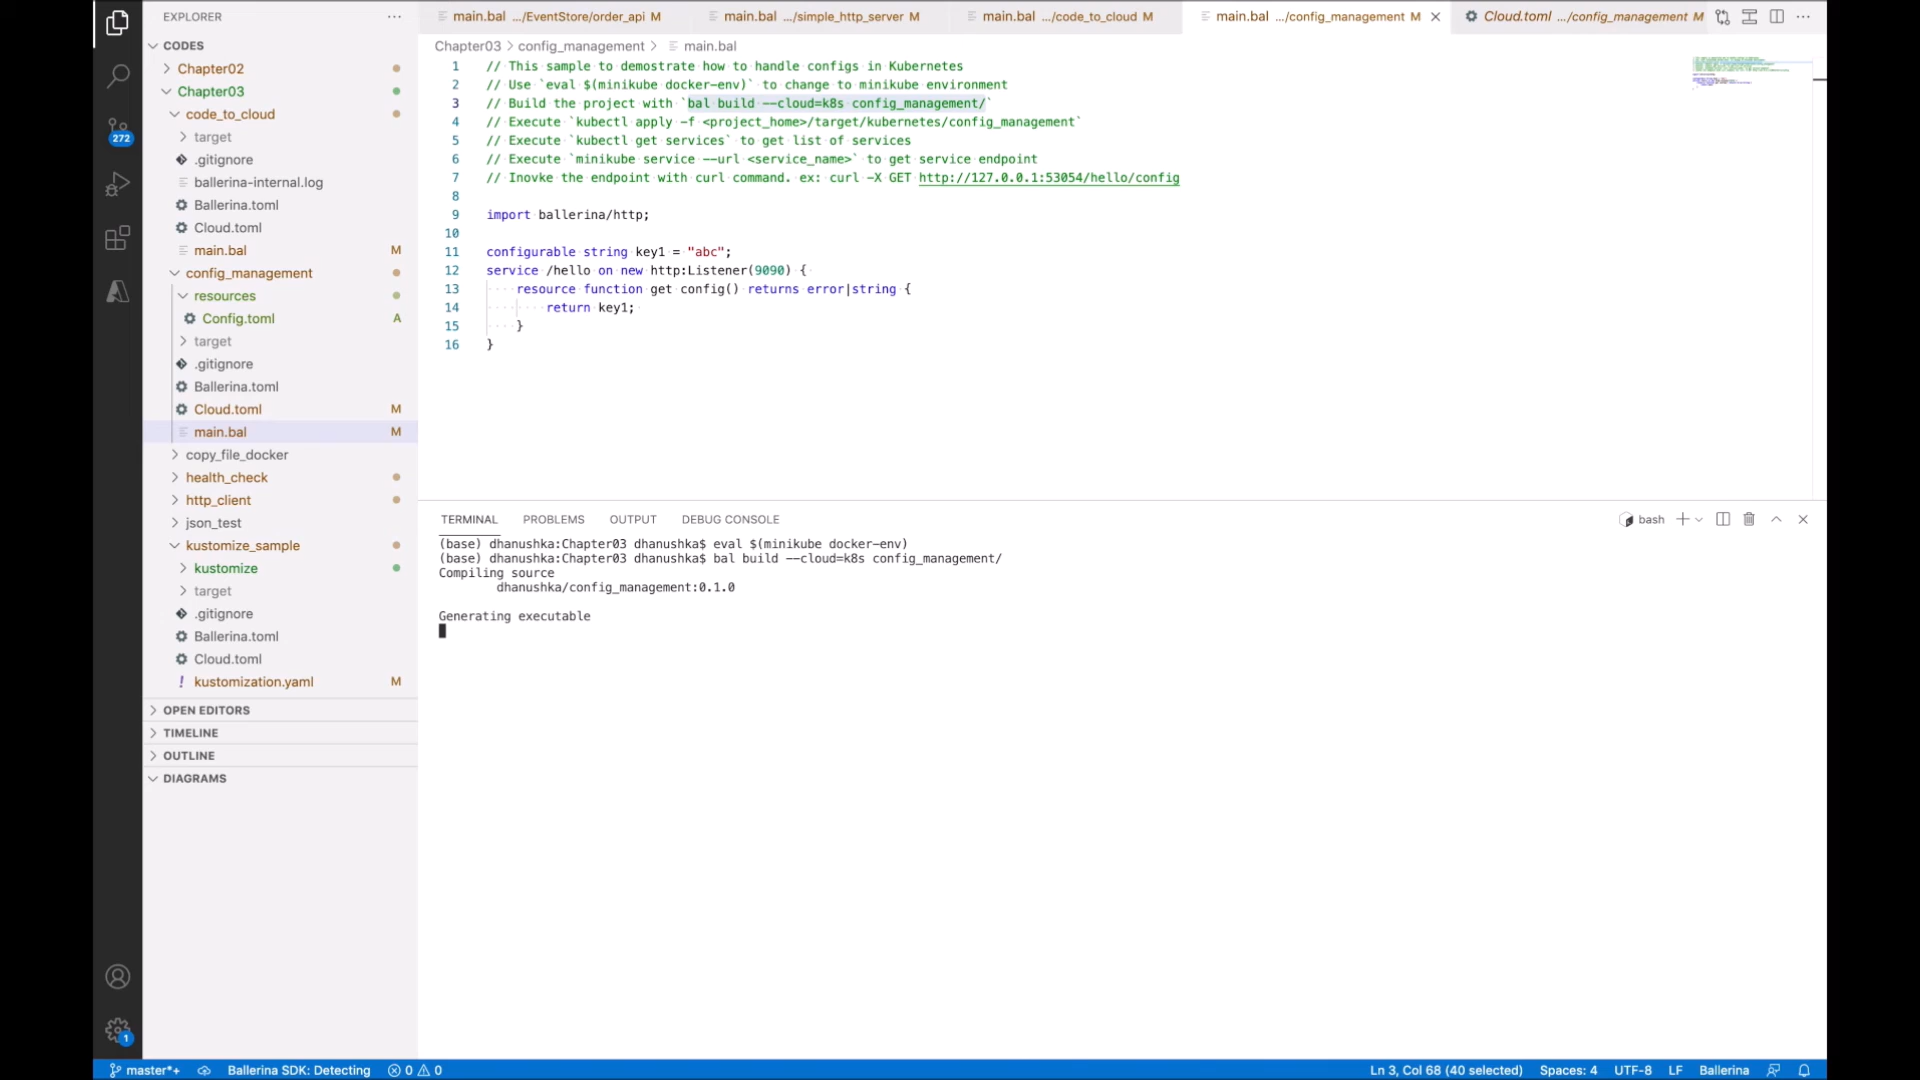 EXPLORER
CODES
Chapter02
Chapter03
code_to_cloud
target
.gitignore
ballerina-internal.log
Ballerina.toml
Cloud.toml
main.bal M
config_management
resources
Config.toml A
target
.gitignore
Ballerina.toml
Cloud.toml M
main.bal M
copy_file_docker
health_check
http_client
json_test
kustomize_sample
kustomize
target
.gitignore
Ballerina.toml
Cloud.toml
! kustomization.yaml M
OPEN EDITORS
TIMELINE
OUTLINE
DIAGRAMS
272
1
main.bal .../EventStore/order_api M
main.bal .../simple_http_server M
main.bal .../code_to_cloud M
main.bal .../config_management M
Cloud.toml .../config_management M
Chapter03 > config_management > main.bal
1 // This sample to demostrate how to handle configs in Kubernetes
2 // Use `eval $(minikube docker-env)` to change to minikube environment
3 // Build the project with `bal build --cloud=k8s config_management/`
4 // Execute `kubectl apply -f <project_home>/target/kubernetes/config_management`
5 // Execute `kubectl get services` to get list of services
6 // Execute `minikube service --url <service_name>` to get service endpoint
7 // Inovke the endpoint with curl command. ex: curl -X GET http://127.0.0.1:53054/hello/config
8
9 import ballerina/http;
10
11 configurable string key1 = "abc";
12 service /hello on new http:Listener(9090) {
13 resource function get config() returns error|string {
14 return key1;
15 }
16 }
TERMINAL PROBLEMS OUTPUT DEBUG CONSOLE
bash
(base) dhanushka:Chapter03 dhanushka$ eval $(minikube docker-env)
(base) dhanushka:Chapter03 dhanushka$ bal build --cloud=k8s config_management/
Compiling source
dhanushka/config_management:0.1.0
Generating executable
master*+ Ballerina SDK: Detecting 0 0
Ln 3, Col 68 (40 selected) Spaces: 4 UTF-8 LF Ballerina